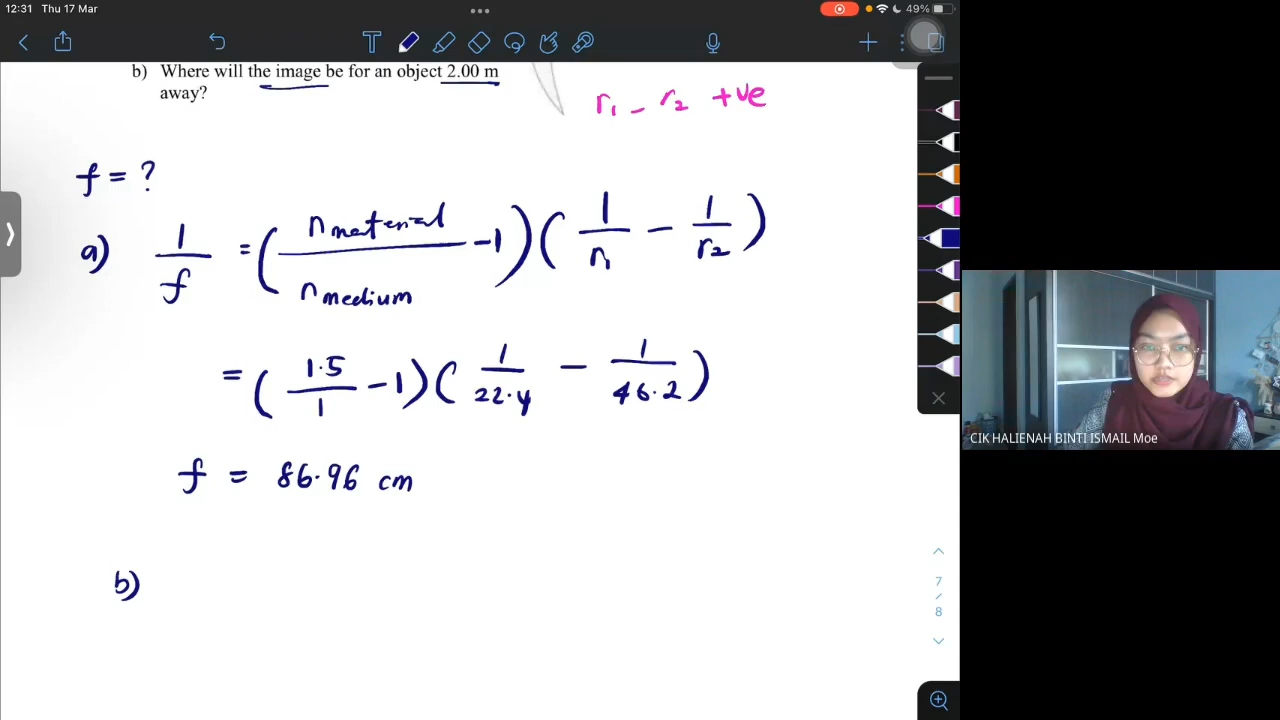 12:31 Thu 17 Mar
49%
b) Where will the image be for an object 2.00 m
away?
r₁ - r₂ +ve
f = ?
a) 1/f = (n material / n medium - 1)(1/r₁ - 1/r₂)
= (1.5/1 - 1)(1/22.4 - 1/46.2)
f = 86.96 cm
b)
7
/
8
CIK HALIENAH BINTI ISMAIL Moe